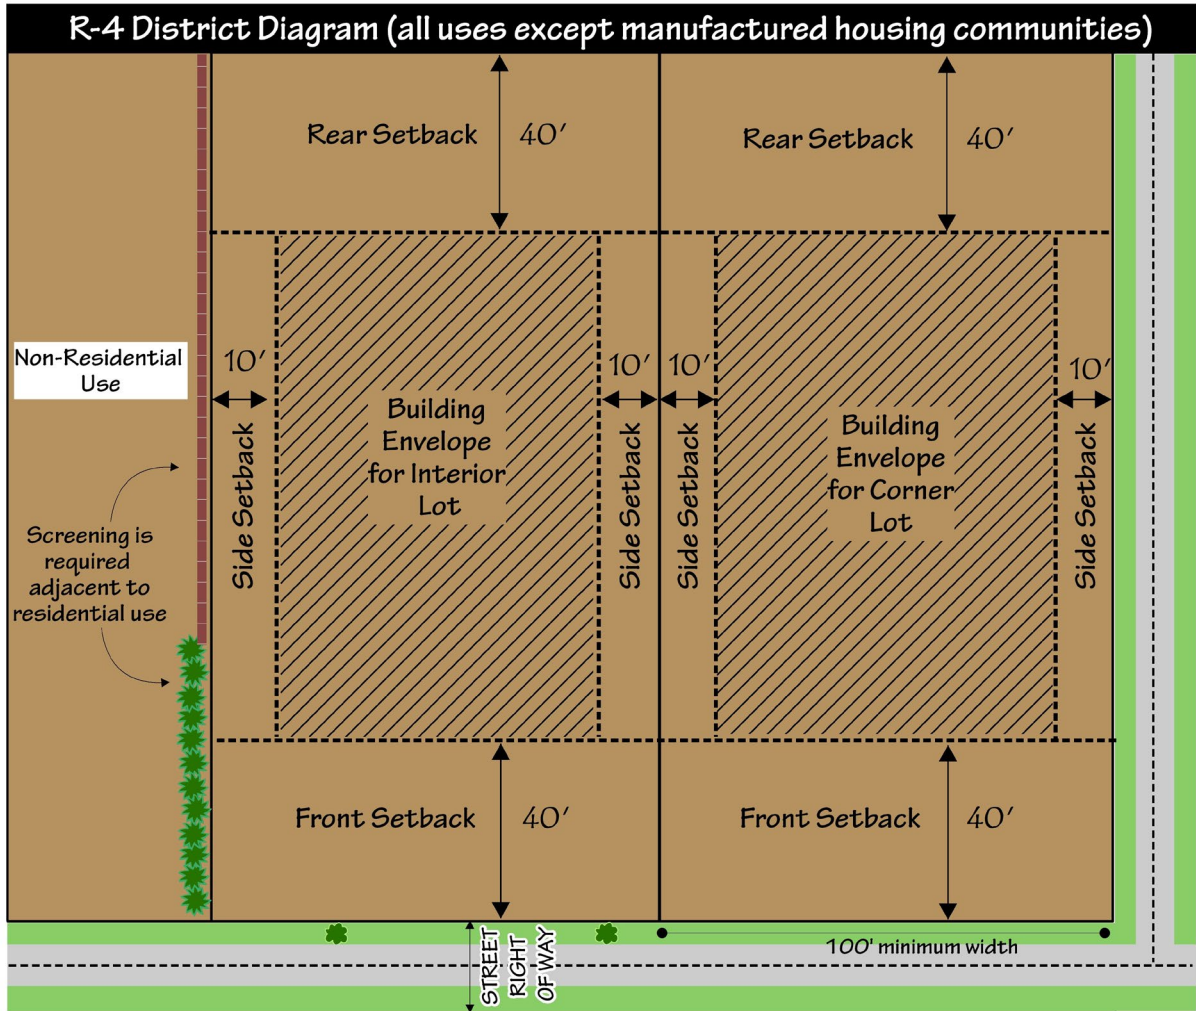 R-4 District Diagram (all uses except manufactured housing communities)
Rear Setback 40'
Rear Setback 40'
Non-Residential
Use
10'
Side Setback
Building
Envelope
for Interior
Lot
10'
Side Setback
10'
Side Setback
Building
Envelope
for Corner
Lot
10'
Side Setback
Screening is
required
adjacent to
residential use
Front Setback 40'
Front Setback 40'
STREET
RIGHT
OF WAY
100' minimum width